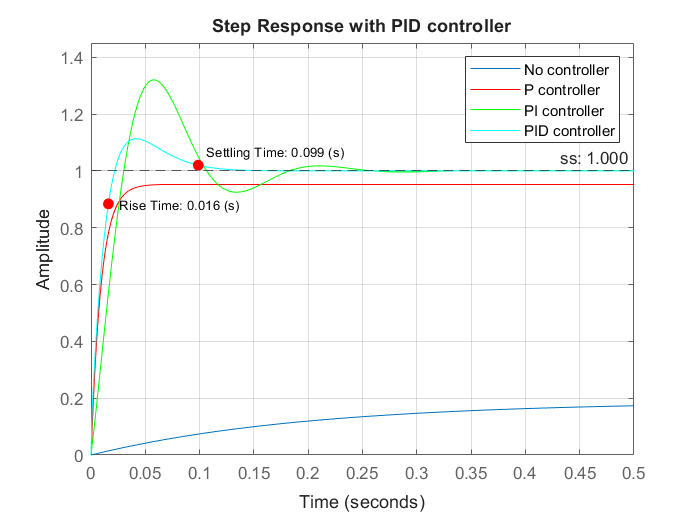 Step Response with PID controller
1.4
1.2
1
0.8
0.6
0.4
0.2
0
Amplitude
No controller
P controller
PI controller
PID controller
ss: 1.000
Settling Time: 0.099 (s)
Rise Time: 0.016 (s)
0 0.05 0.1 0.15 0.2 0.25 0.3 0.35 0.4 0.45 0.5
Time (seconds)